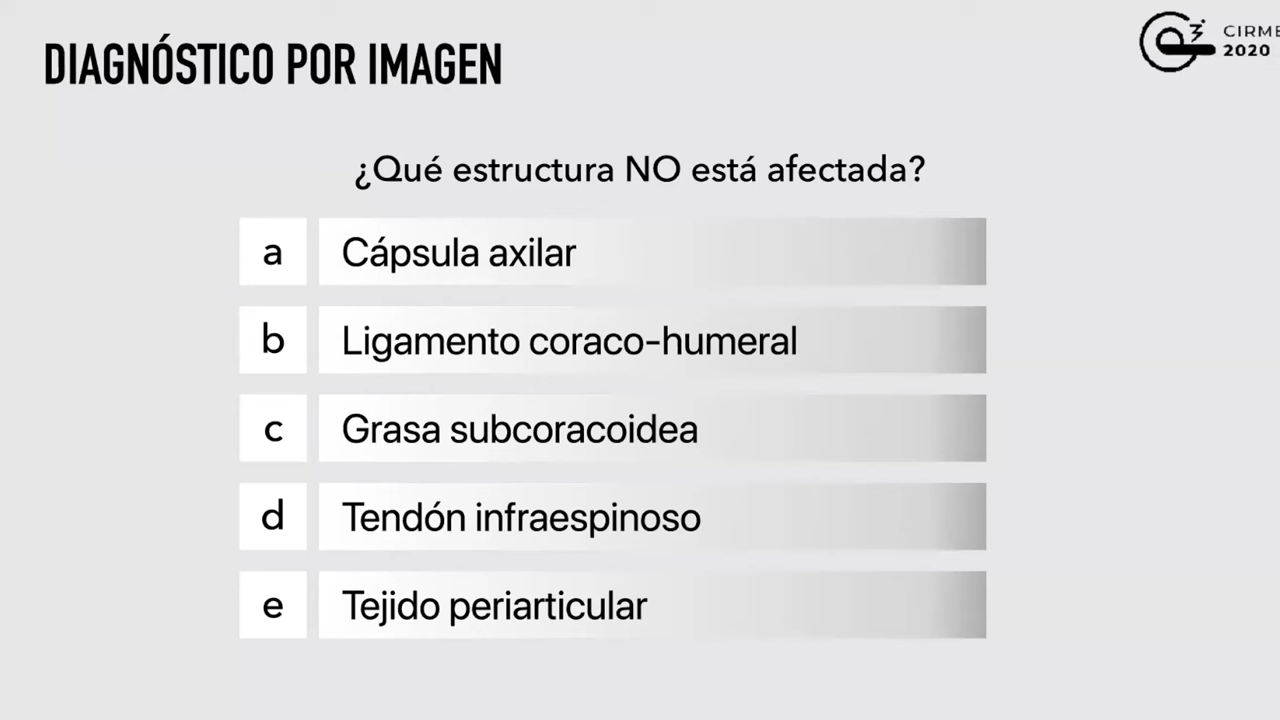 DIAGNÓSTICO POR IMAGEN
CIRME
2020
¿Qué estructura NO está afectada?
a Cápsula axilar
b Ligamento coraco-humeral
c Grasa subcoracoidea
d Tendón infraespinoso
e Tejido periarticular